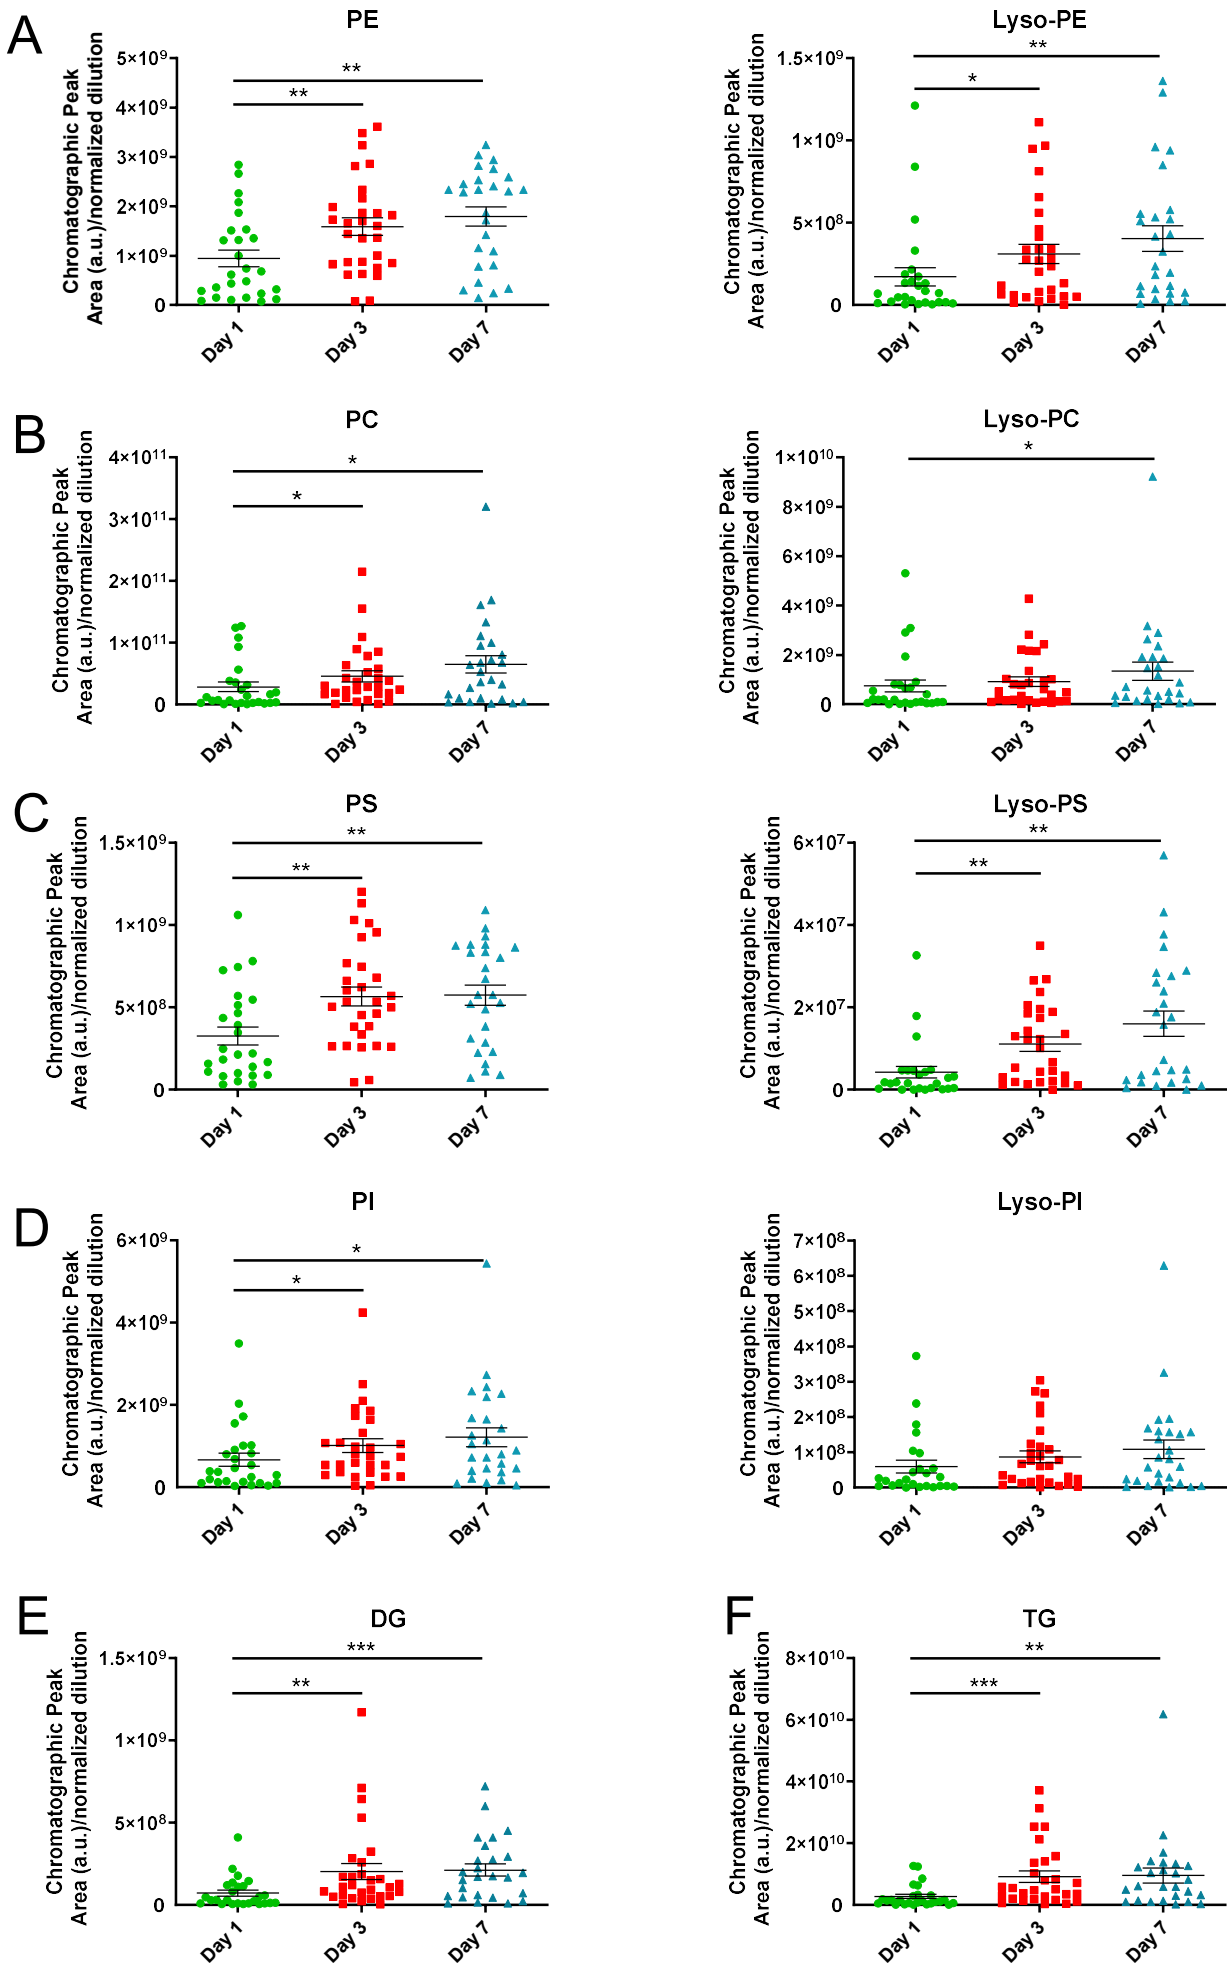 A
PE
Chromatographic Peak
Area (a.u.)/normalized dilution
5×10⁹
4×10⁹
3×10⁹
2×10⁹
1×10⁹
0
**
**
Day 1
Day 3
Day 7
Lyso-PE
Chromatographic Peak
Area (a.u.)/normalized dilution
1.5×10⁹
1×10⁹
5×10⁸
0
**
*
Day 1
Day 3
Day 7
B
PC
Chromatographic Peak
Area (a.u.)/normalized dilution
4×10¹¹
3×10¹¹
2×10¹¹
1×10¹¹
0
*
*
Day 1
Day 3
Day 7
Lyso-PC
Chromatographic Peak
Area (a.u.)/normalized dilution
1×10¹⁰
8×10⁹
6×10⁹
4×10⁹
2×10⁹
0
*
Day 1
Day 3
Day 7
C
PS
Chromatographic Peak
Area (a.u.)/normalized dilution
1.5×10⁹
1×10⁹
5×10⁸
0
**
**
Day 1
Day 3
Day 7
Lyso-PS
Chromatographic Peak
Area (a.u.)/normalized dilution
6×10⁷
4×10⁷
2×10⁷
0
**
**
Day 1
Day 3
Day 7
D
PI
Chromatographic Peak
Area (a.u.)/normalized dilution
6×10⁹
4×10⁹
2×10⁹
0
*
*
Day 1
Day 3
Day 7
Lyso-PI
Chromatographic Peak
Area (a.u.)/normalized dilution
7×10⁸
6×10⁸
5×10⁸
4×10⁸
3×10⁸
2×10⁸
1×10⁸
0
Day 1
Day 3
Day 7
E
DG
Chromatographic Peak
Area (a.u.)/normalized dilution
1.5×10⁹
1×10⁹
5×10⁸
0
***
**
Day 1
Day 3
Day 7
F
TG
Chromatographic Peak
Area (a.u.)/normalized dilution
8×10¹⁰
6×10¹⁰
4×10¹⁰
2×10¹⁰
0
**
***
Day 1
Day 3
Day 7